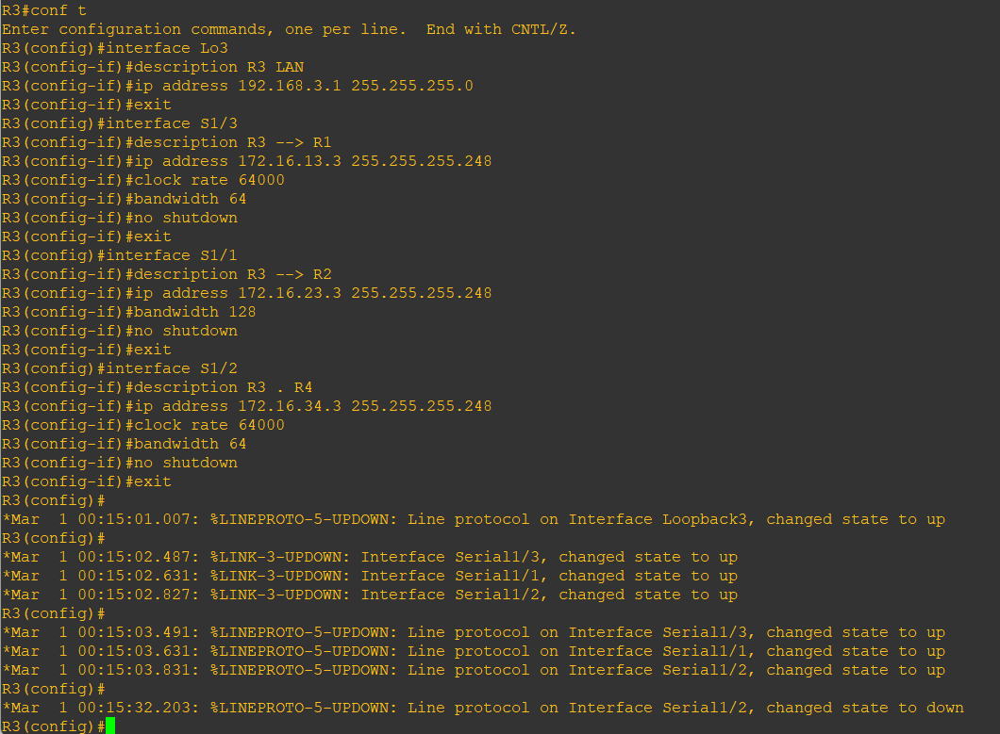 R3#conf t
Enter configuration commands, one per line.  End with CNTL/Z.
R3(config)#interface Lo3
R3(config-if)#description R3 LAN
R3(config-if)#ip address 192.168.3.1 255.255.255.0
R3(config-if)#exit
R3(config)#interface S1/3
R3(config-if)#description R3 --> R1
R3(config-if)#ip address 172.16.13.3 255.255.255.248
R3(config-if)#clock rate 64000
R3(config-if)#bandwidth 64
R3(config-if)#no shutdown
R3(config-if)#exit
R3(config)#interface S1/1
R3(config-if)#description R3 --> R2
R3(config-if)#ip address 172.16.23.3 255.255.255.248
R3(config-if)#bandwidth 128
R3(config-if)#no shutdown
R3(config-if)#exit
R3(config)#interface S1/2
R3(config-if)#description R3 . R4
R3(config-if)#ip address 172.16.34.3 255.255.255.248
R3(config-if)#clock rate 64000
R3(config-if)#bandwidth 64
R3(config-if)#no shutdown
R3(config-if)#exit
R3(config)#
*Mar  1 00:15:01.007: %LINEPROTO-5-UPDOWN: Line protocol on Interface Loopback3, changed state to up
R3(config)#
*Mar  1 00:15:02.487: %LINK-3-UPDOWN: Interface Serial1/3, changed state to up
*Mar  1 00:15:02.631: %LINK-3-UPDOWN: Interface Serial1/1, changed state to up
*Mar  1 00:15:02.827: %LINK-3-UPDOWN: Interface Serial1/2, changed state to up
R3(config)#
*Mar  1 00:15:03.491: %LINEPROTO-5-UPDOWN: Line protocol on Interface Serial1/3, changed state to up
*Mar  1 00:15:03.631: %LINEPROTO-5-UPDOWN: Line protocol on Interface Serial1/1, changed state to up
*Mar  1 00:15:03.831: %LINEPROTO-5-UPDOWN: Line protocol on Interface Serial1/2, changed state to up
R3(config)#
*Mar  1 00:15:32.203: %LINEPROTO-5-UPDOWN: Line protocol on Interface Serial1/2, changed state to down
R3(config)#